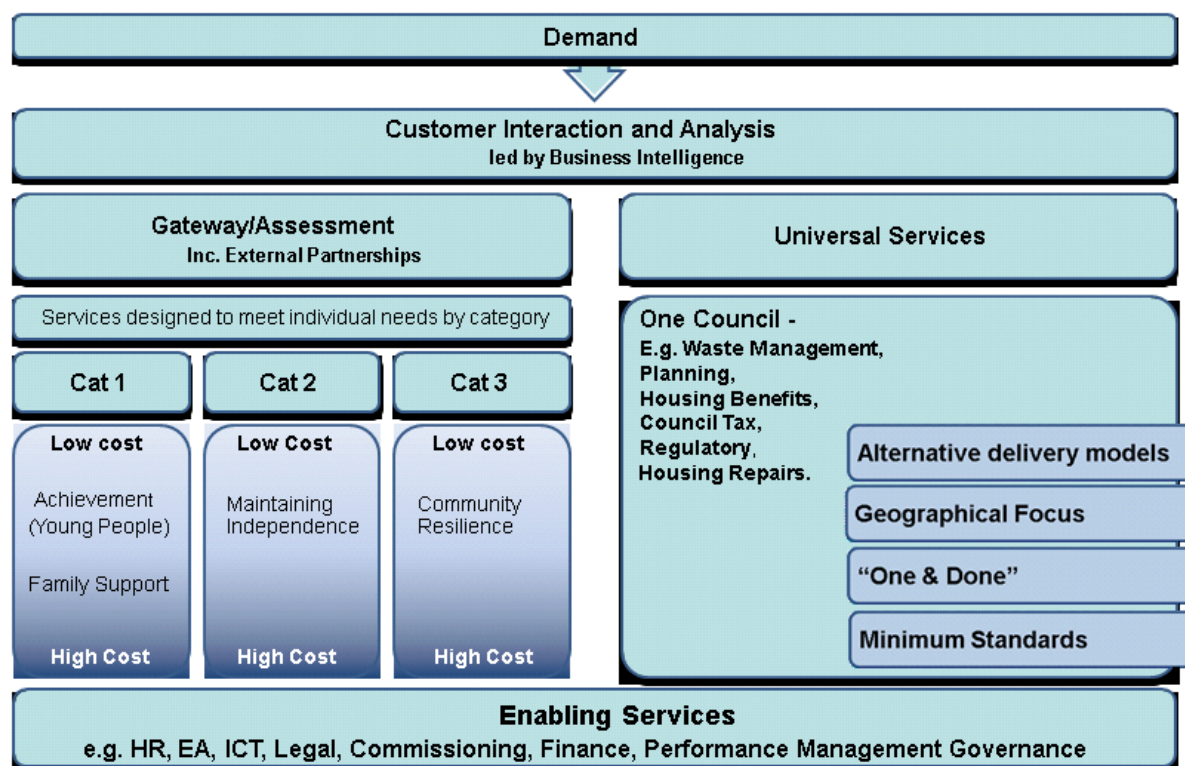 Demand
Customer Interaction and Analysis
led by Business Intelligence
Gateway/Assessment
Inc. External Partnerships
Services designed to meet individual needs by category
Cat 1
Low cost
Achievement
(Young People)
Family Support
High Cost
Cat 2
Low Cost
Maintaining
Independence
High Cost
Cat 3
Low cost
Community
Resilience
High Cost
Universal Services
One Council -
E.g. Waste Management,
Planning,
Housing Benefits,
Council Tax,
Regulatory,
Housing Repairs.
Alternative delivery models
Geographical Focus
“One & Done”
Minimum Standards
Enabling Services
e.g. HR, EA, ICT, Legal, Commissioning, Finance, Performance Management Governance